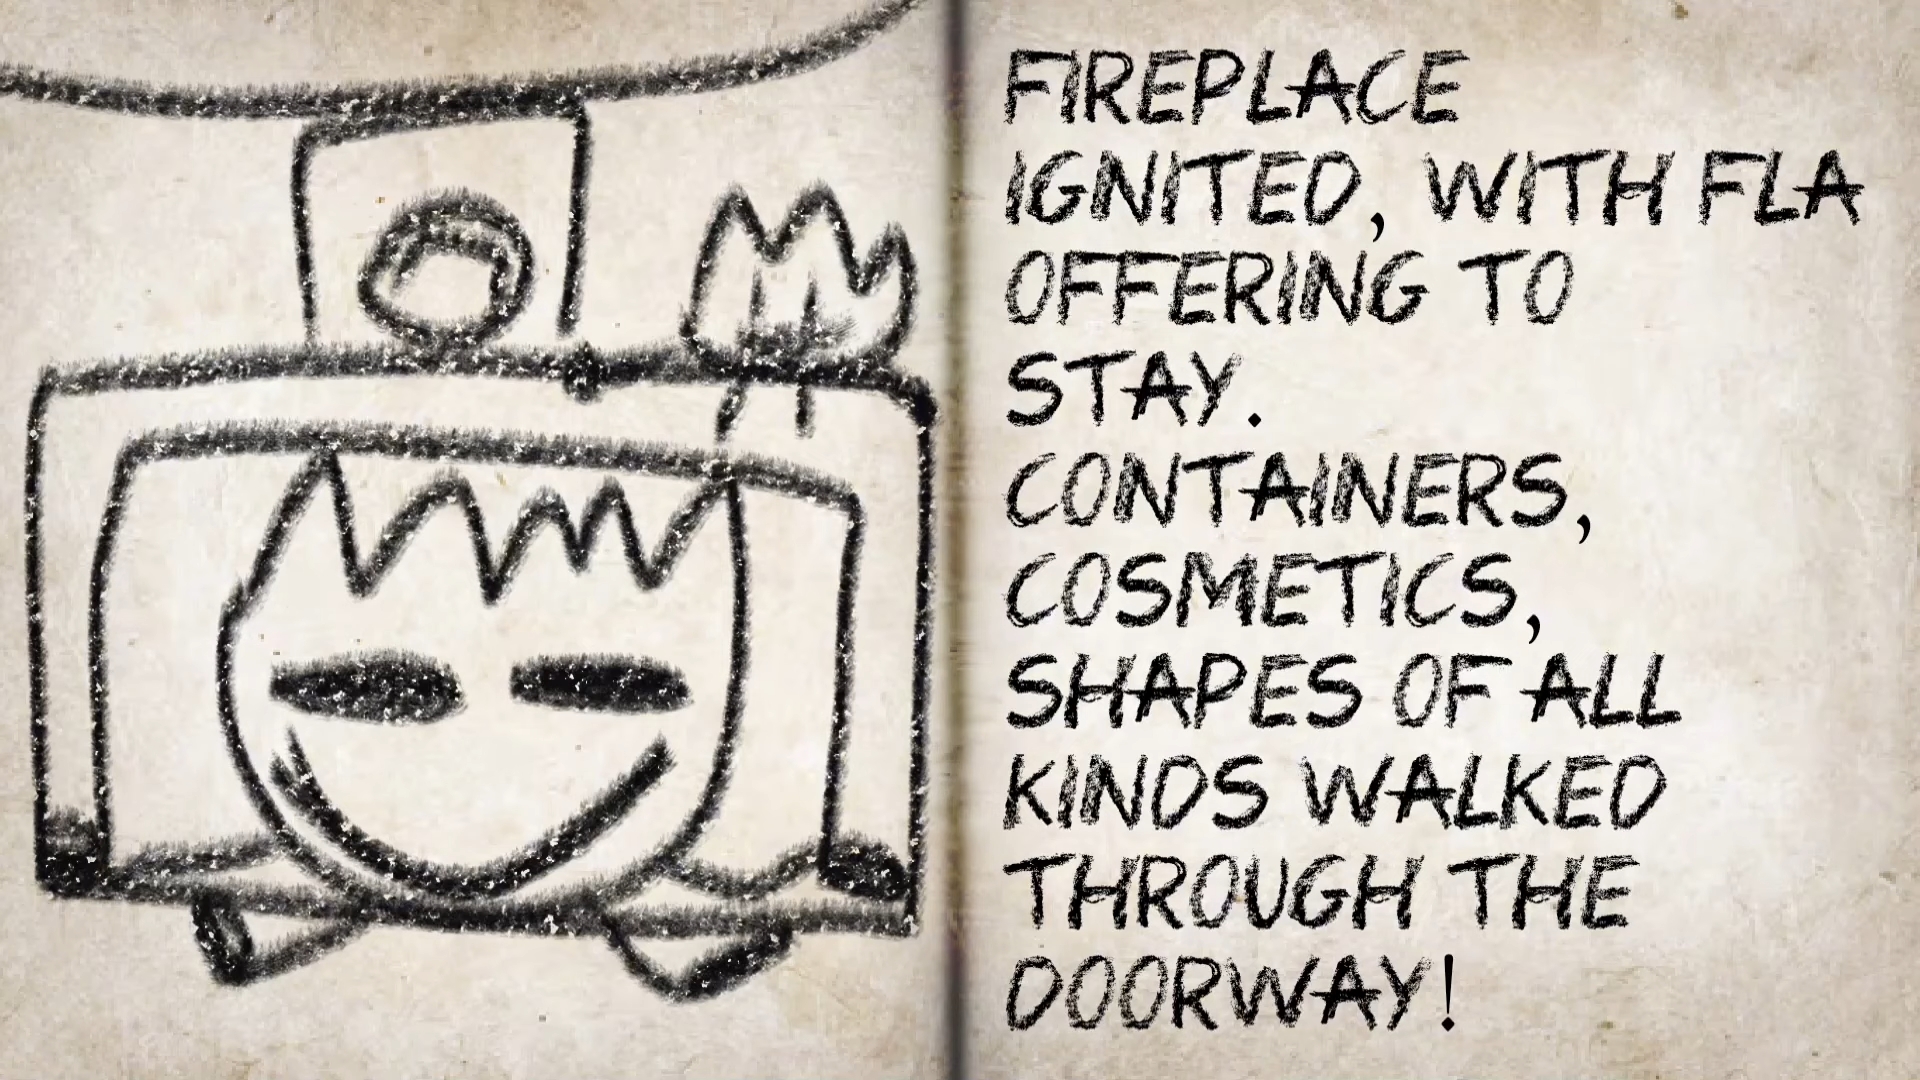 FIREPLACE
IGNITED, WITH FLA
OFFERING TO
STAY.
CONTAINERS,
COSMETICS,
SHAPES OF ALL
KINDS WALKED
THROUGH THE
DOORWAY!